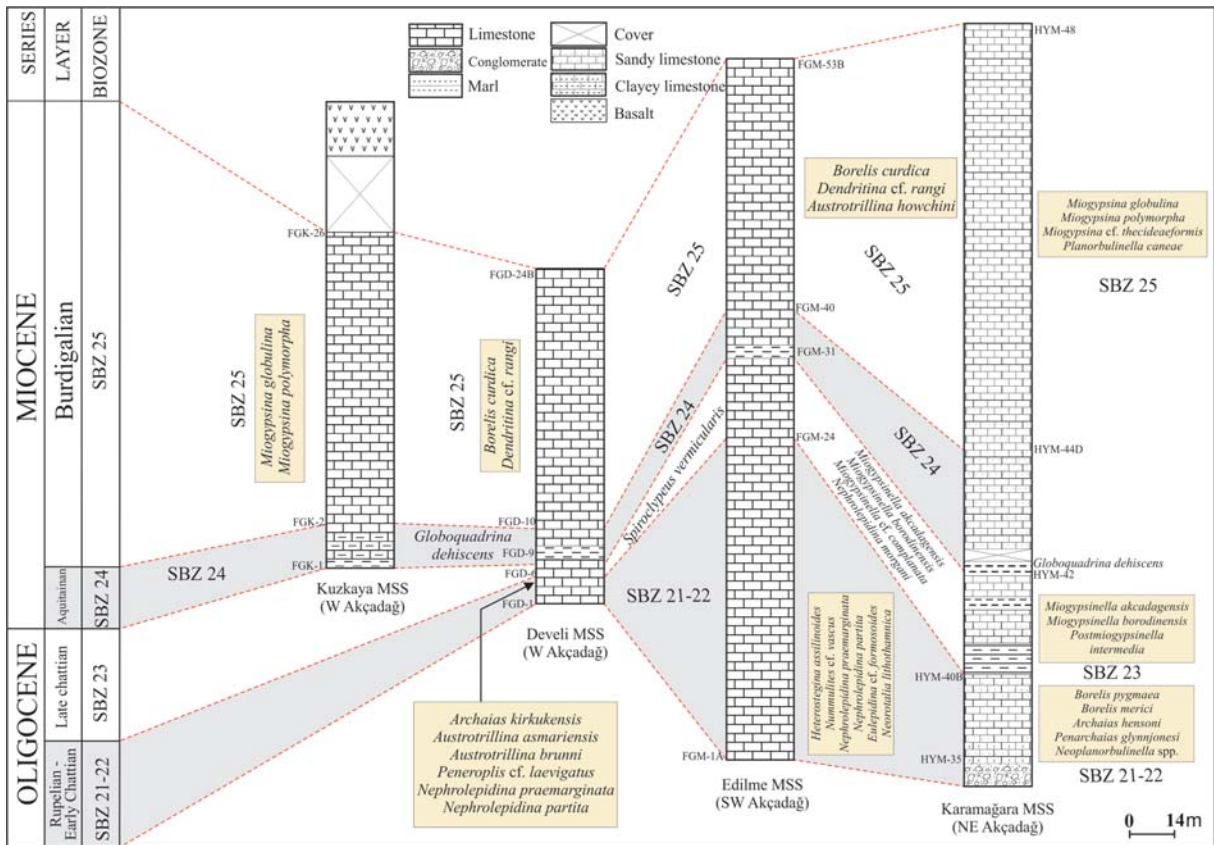 SERIES
LAYER
BIOZONE
MIOCENE
OLIGOCENE
Burdigalian
Aquitainan
Late chattian
Rupelian -
Early Chattian
SBZ 25
SBZ 24
SBZ 23
SBZ 21-22
Limestone
Conglomerate
Marl
Cover
Sandy limestone
Clayey limestone
Basalt
FGK-26
FGK-2
FGK-1
SBZ 25
Miogypsina globulina
Miogypsina polymorpha
SBZ 24
Kuzkaya MSS
(W Akçadağ)
FGD-24B
FGD-10
FGD-9
FGD-6
FGD-1
SBZ 25
Borelis curdica
Dendritina cf. rangi
Globoquadrina
dehiscens
Develi MSS
(W Akçadağ)
Archaias kirkukensis
Austrotrillina asmariensis
Austrotrillina brunni
Peneroplis cf. laevigatus
Nephrolepidina praemarginata
Nephrolepidina partita
SBZ 25
SBZ 24
Spiroclypeus vermicularis
SBZ 21-22
FGM-53B
FGM-40
FGM-31
FGM-24
FGM-1A
Edilme MSS
(SW Akçadağ)
Borelis curdica
Dendritina cf. rangi
Austrotrillina howchini
SBZ 25
SBZ 24
Miogypsinella akcadagensis
Miogypsinella borodinensis
Miogypsinella cf. complanata
Nephrolepidina morgani
Heterostegina assilinoides
Nummulites cf. vascus
Nephrolepidina praemarginata
Nephrolepidina partita
Eulepidina cf. formosoides
Neorotalia lithothamnica
HYM-48
HYM-44D
HYM-42
HYM-40B
HYM-35
Miogypsina globulina
Miogypsina polymorpha
Miogypsina cf. thecideaeformis
Planorbulinella caneae
SBZ 25
Globoquadrina dehiscens
Miogypsinella akcadagensis
Miogypsinella borodinensis
Postmiogypsinella
intermedia
SBZ 23
Borelis pygmaea
Borelis merici
Archaias hensoni
Penarchaias glynnjonesi
Neoplanorbulinella spp.
SBZ 21-22
Karamağara MSS
(NE Akçadağ)
0 14m